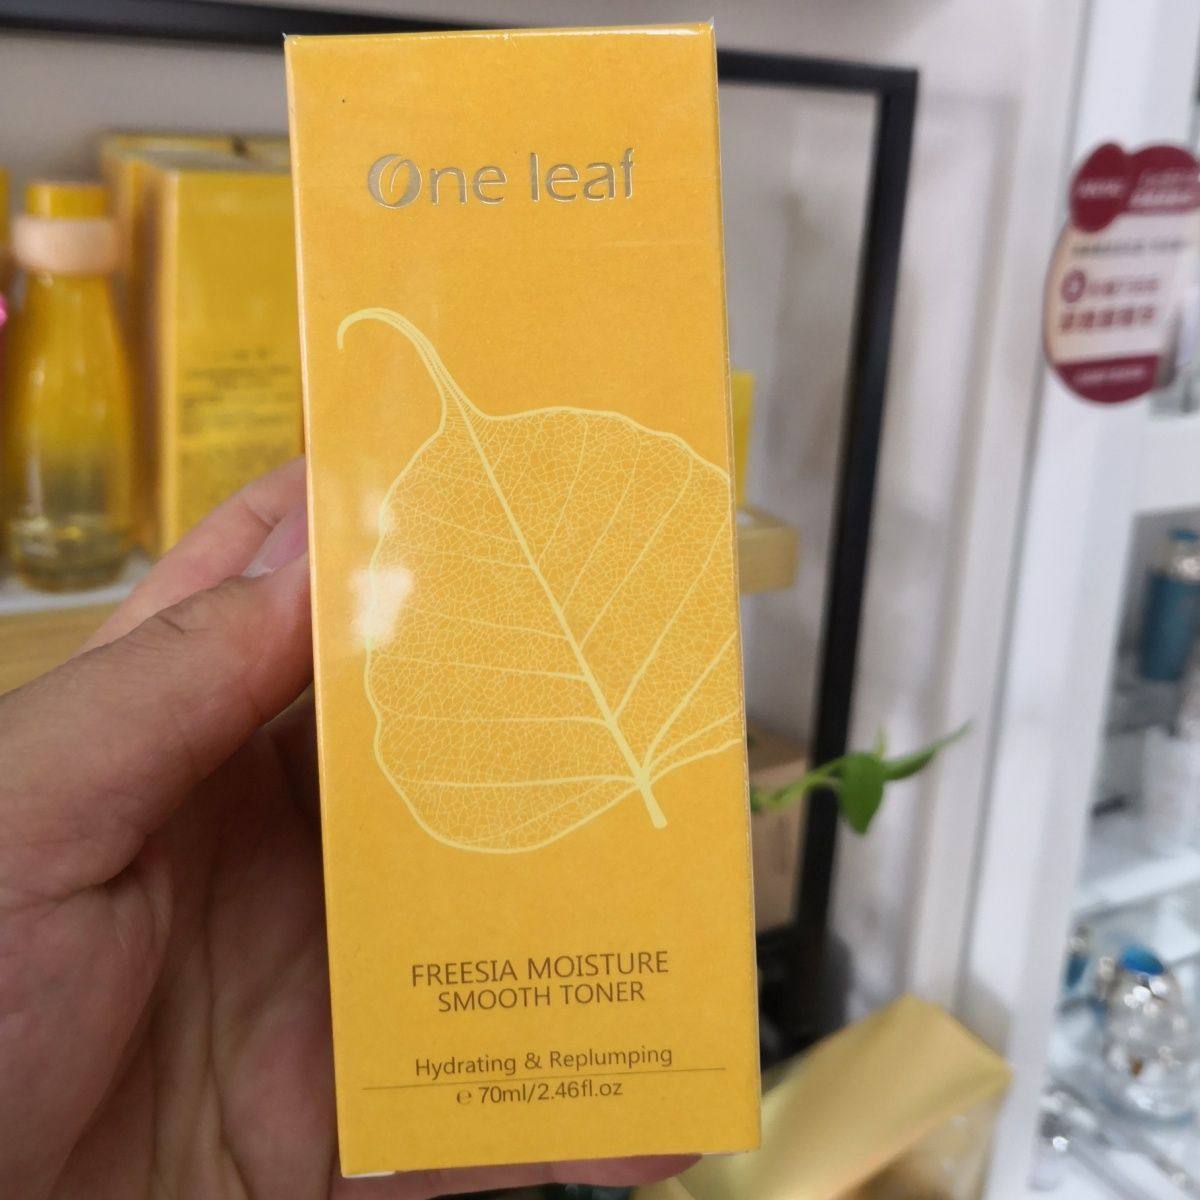 One leaf
FREESIA MOISTURE
SMOOTH TONER
Hydrating & Replumping
℮ 70ml/2.46fl.oz